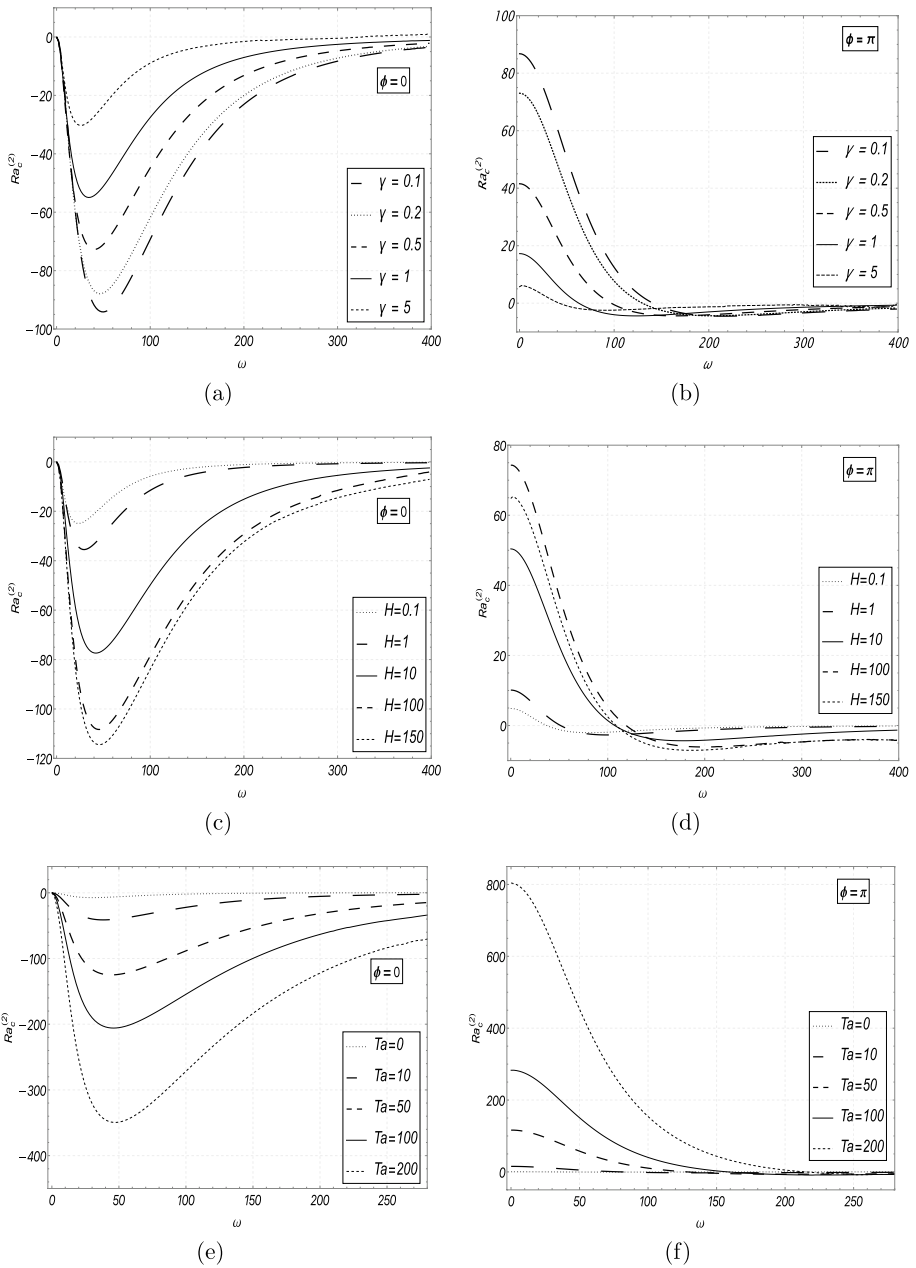 0
−20
−40
−60
−80
−100
0 100 200 300 400
Ra_c^(2)
ω
ϕ = 0
γ = 0.1
γ = 0.2
γ = 0.5
γ = 1
γ = 5
(a)
100
80
60
40
20
0
0 100 200 300 400
Ra_c^(2)
ω
ϕ = π
γ = 0.1
γ = 0.2
γ = 0.5
γ = 1
γ = 5
(b)
0
−20
−40
−60
−80
−100
−120
0 100 200 300 400
Ra_c^(2)
ω
ϕ = 0
H=0.1
H=1
H=10
H=100
H=150
(c)
80
60
40
20
0
0 100 200 300 400
Ra_c^(2)
ω
ϕ = π
H=0.1
H=1
H=10
H=100
H=150
(d)
0
−100
−200
−300
−400
0 50 100 150 200 250
Ra_c^(2)
ω
ϕ = 0
Ta=0
Ta=10
Ta=50
Ta=100
Ta=200
(e)
800
600
400
200
0
0 50 100 150 200 250
Ra_c^(2)
ω
ϕ = π
Ta=0
Ta=10
Ta=50
Ta=100
Ta=200
(f)